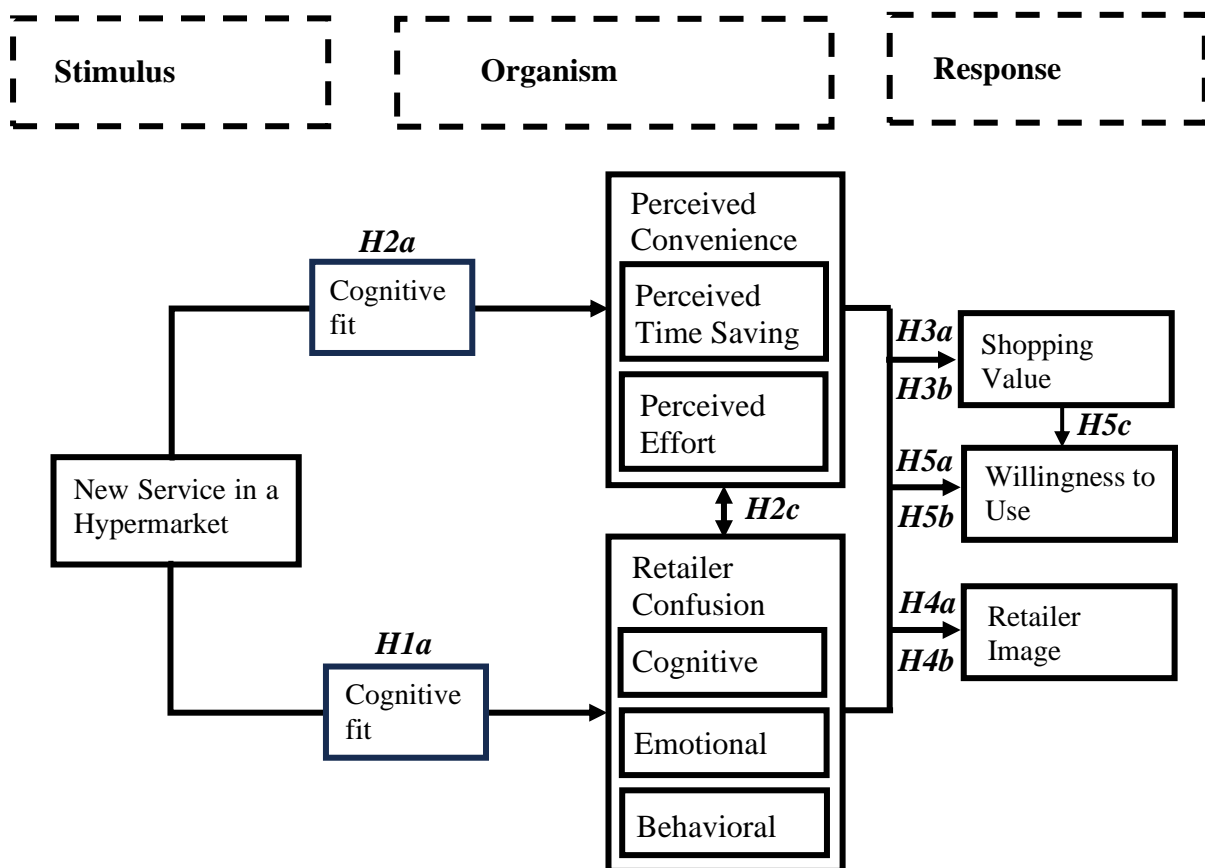 Stimulus
Organism
Response
Perceived
Convenience
H2a
Cognitive
fit
Perceived
Time Saving
H3a
H3b
Shopping
Value
Perceived
Effort
H5c
New Service in a
Hypermarket
H5a
H5b
Willingness to
Use
H2c
Retailer
Confusion
H1a
Cognitive
fit
Cognitive
H4a
H4b
Retailer
Image
Emotional
Behavioral